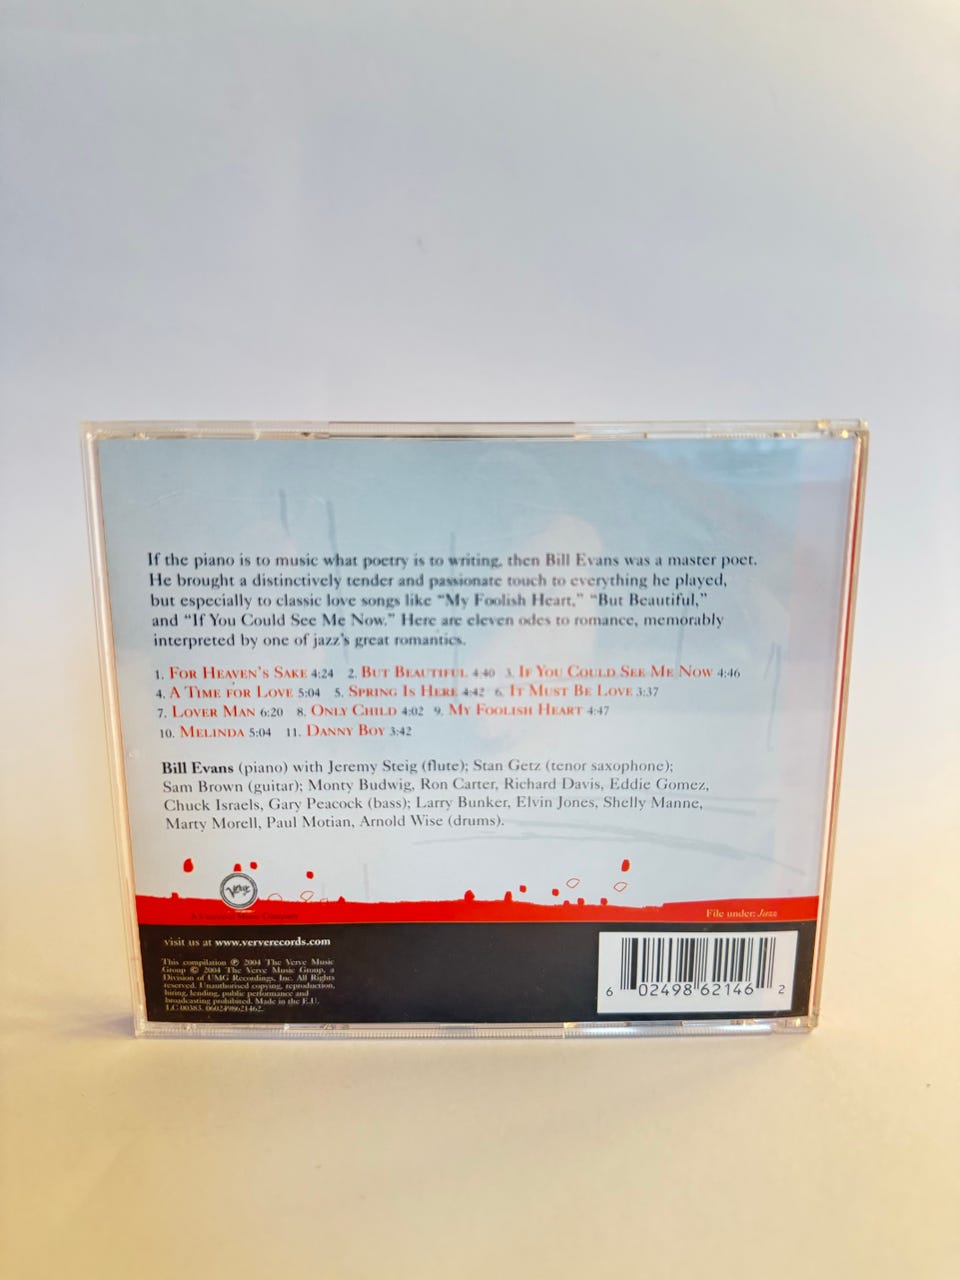 If the piano is to music what poetry is to writing, then Bill Evans was a master poet.
He brought a distinctively tender and passionate touch to everything he played,
but especially to classic love songs like “My Foolish Heart,” “But Beautiful,”
and “If You Could See Me Now.” Here are eleven odes to romance, memorably
interpreted by one of jazz’s great romantics.
1. For Heaven’s Sake 4:24 2. But Beautiful 4:40 3. If You Could See Me Now 4:46
4. A Time for Love 5:04 5. Spring Is Here 4:42 6. It Must Be Love 3:37
7. Lover Man 6:20 8. Only Child 4:02 9. My Foolish Heart 4:47
10. Melinda 5:04 11. Danny Boy 3:42
Bill Evans (piano) with Jeremy Steig (flute); Stan Getz (tenor saxophone);
Sam Brown (guitar); Monty Budwig, Ron Carter, Richard Davis, Eddie Gomez,
Chuck Israels, Gary Peacock (bass); Larry Bunker, Elvin Jones, Shelly Manne,
Marty Morell, Paul Motian, Arnold Wise (drums).
Verve
A Universal Music Company
File under: Jazz
visit us at www.ververecords.com
This compilation ℗ 2004 The Verve Music
Group © 2004 The Verve Music Group, a
Division of UMG Recordings, Inc. All Rights
reserved. Unauthorised copying, reproduction,
hiring, lending, public performance and
broadcasting prohibited. Made in the E.U.
LC 00383. 0602498621462.
6 02498 62146 2